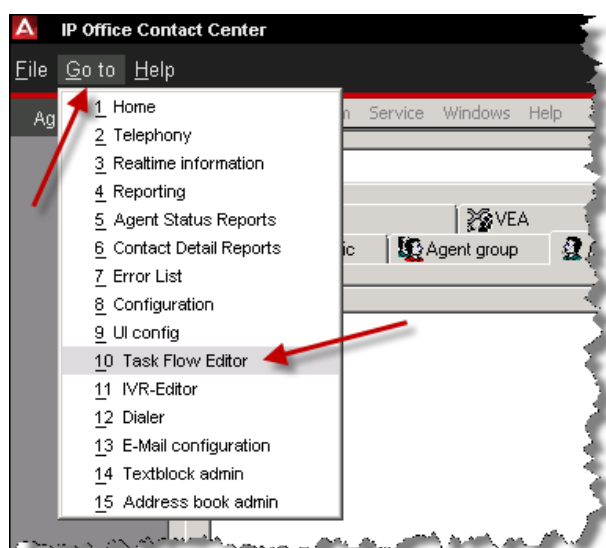 IP Office Contact Center
File Go to Help
Ag
Service Windows Help
1 Home
2 Telephony
3 Realtime information
4 Reporting
5 Agent Status Reports
6 Contact Detail Reports
7 Error List
8 Configuration
9 UI config
10 Task Flow Editor
11 IVR-Editor
12 Dialer
13 E-Mail configuration
14 Textblock admin
15 Address book admin
VEA
ic Agent group